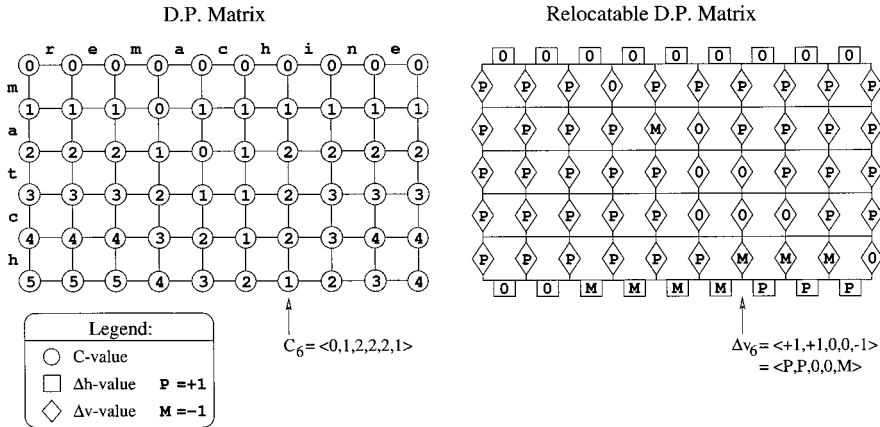 D.P. Matrix
r e m a c h i n e
0 0 0 0 0 0 0 0 0 0
m
1 1 1 0 1 1 1 1 1 1
a
2 2 2 1 0 1 2 2 2 2
t
3 3 3 2 1 1 2 3 3 3
c
4 4 4 3 2 1 2 3 4 4
h
5 5 5 4 3 2 1 2 3 4
C6 = <0,1,2,2,2,1>
Legend:
C-value
Δh-value P =+1
Δv-value M =-1
Relocatable D.P. Matrix
0 0 0 0 0 0 0 0 0
P P P 0 P P P P P P
P P P P M 0 P P P P
P P P P P 0 0 P P P
P P P P P 0 0 0 P P
P P P P P P M M M 0
0 0 M M M M P P P
Δv6 = <+1,+1,0,0,-1>
= <P,P,0,0,M>